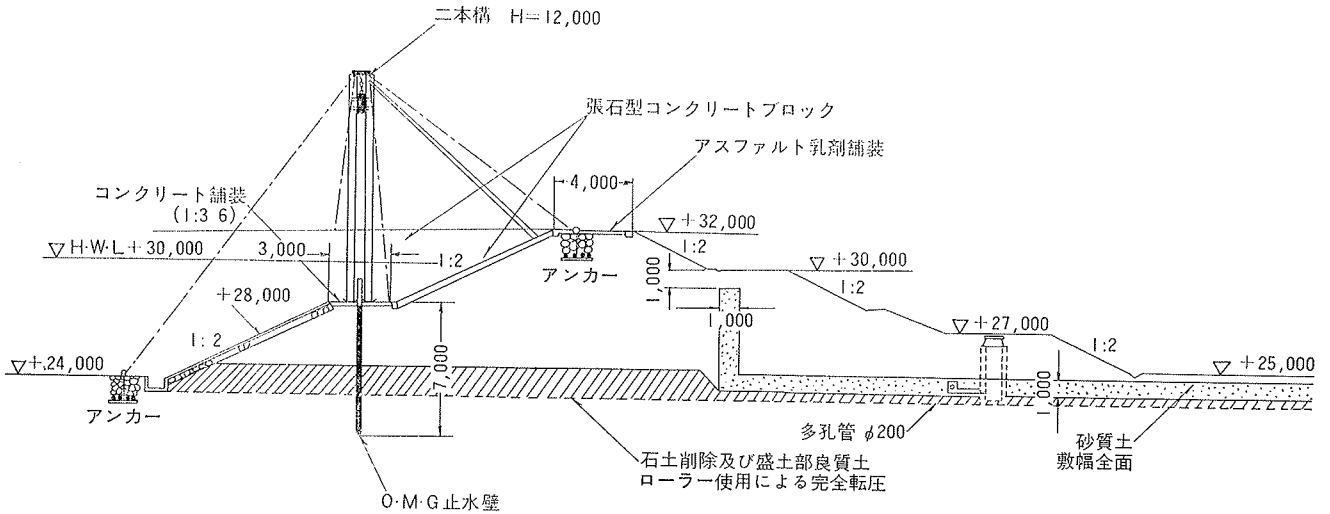 二本構 H=12,000
張石型コンクリートブロック
アスファルト乳剤舗装
コンクリート舗装
(1:3 6)
4,000
+32,000
H·W·L+30,000
3,000
1:2
アンカー
1:2
+30,000
1,000
1:2
+28,000
1:2
1,000
+27,000
1:2
+24,000
7,000
+25,000
アンカー
1,000
多孔管 φ200
砂質土
敷幅全面
石土削除及び盛土部良質土
ローラー使用による完全転圧
O·M·G止水壁